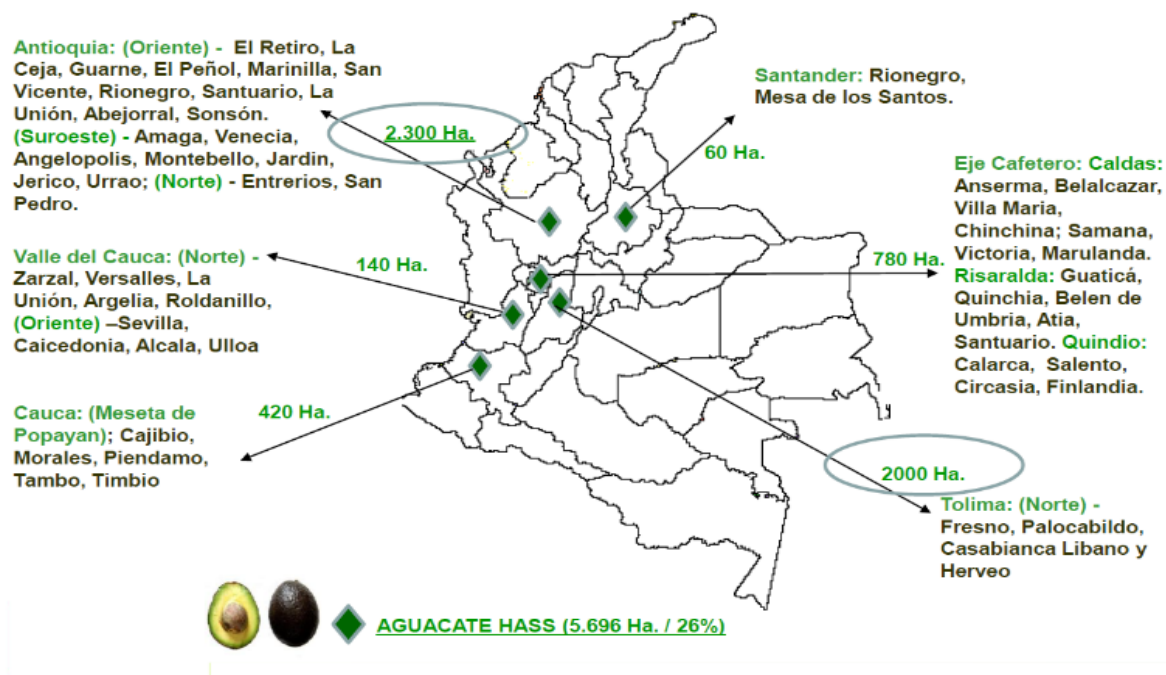 Antioquia: (Oriente) - El Retiro, La
Ceja, Guarne, El Peñol, Marinilla, San
Vicente, Rionegro, Santuario, La
Unión, Abejorral, Sonsón.
(Suroeste) - Amaga, Venecia,
Angelopolis, Montebello, Jardin,
Jerico, Urrao; (Norte) - Entrerios, San
Pedro.
2.300 Ha.
Santander: Rionegro,
Mesa de los Santos.
60 Ha.
Eje Cafetero: Caldas:
Anserma, Belalcazar,
Villa Maria,
Chinchina; Samana,
Victoria, Marulanda.
Risaralda: Guaticá,
Quinchia, Belen de
Umbria, Atia,
Santuario. Quindio:
Calarca, Salento,
Circasia, Finlandia.
780 Ha.
Valle del Cauca: (Norte) -
Zarzal, Versalles, La
Unión, Argelia, Roldanillo,
(Oriente) –Sevilla,
Caicedonia, Alcala, Ulloa
140 Ha.
Cauca: (Meseta de
Popayan); Cajibio,
Morales, Piendamo,
Tambo, Timbio
420 Ha.
2000 Ha.
Tolima: (Norte) -
Fresno, Palocabildo,
Casabianca Libano y
Herveo
AGUACATE HASS (5.696 Ha. / 26%)